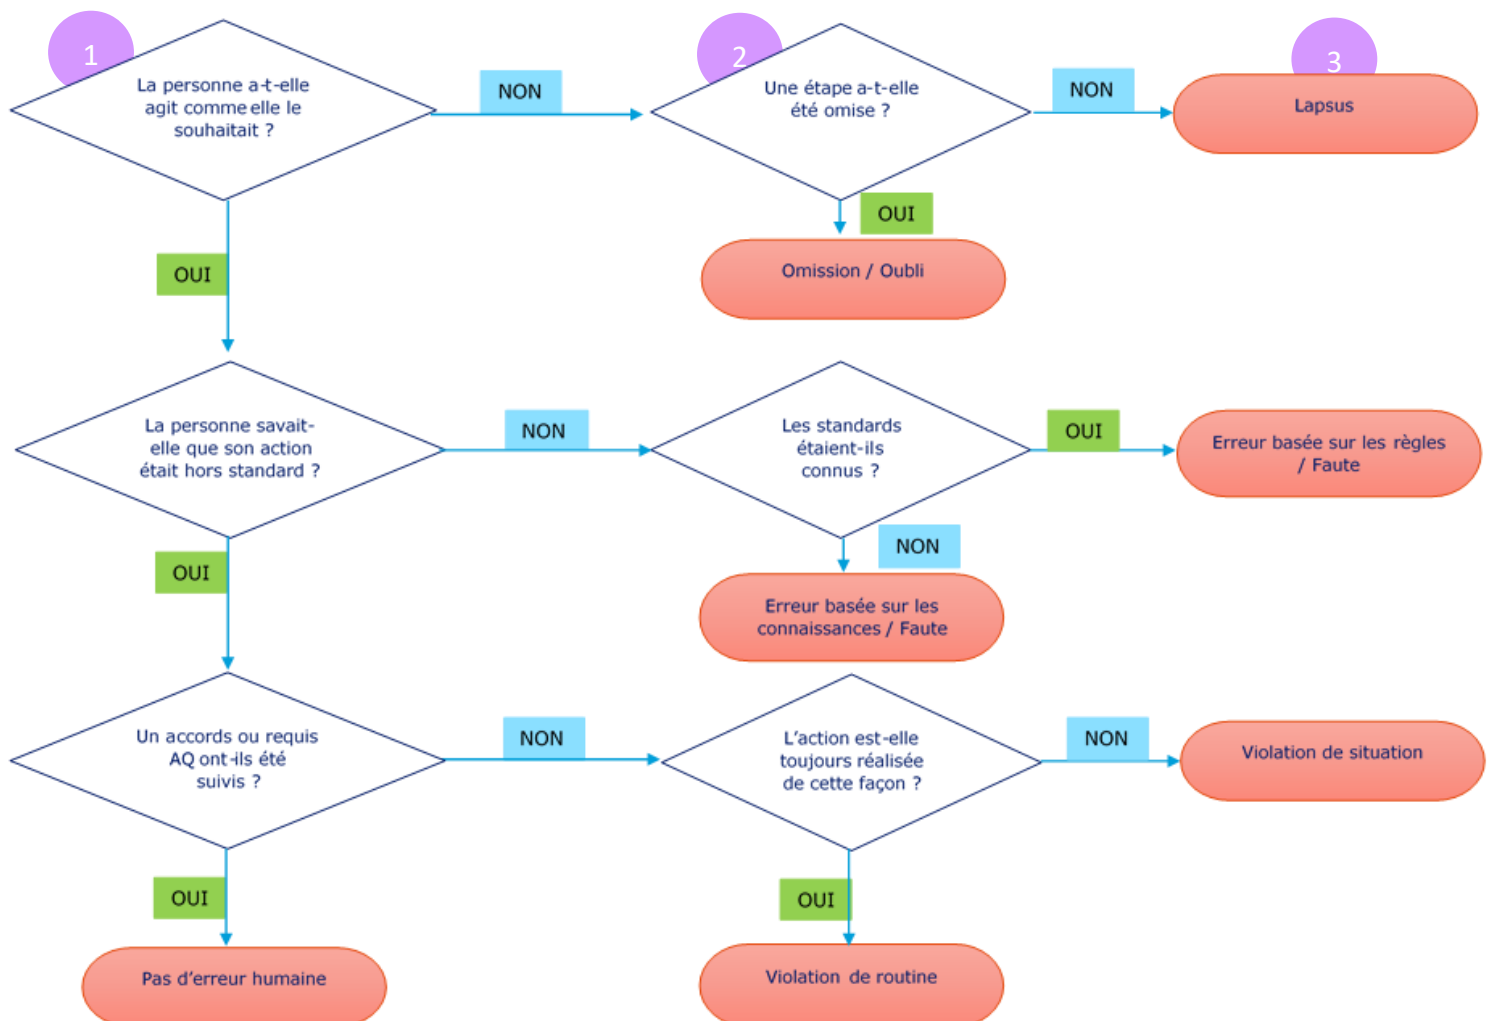 1
2
3
La personne a-t-elle
agit comme elle le
souhaitait ?
NON
Une étape a-t-elle
été omise ?
NON
Lapsus
OUI
Omission / Oubli
OUI
La personne savait-
elle que son action
était hors standard ?
NON
Les standards
étaient-ils
connus ?
OUI
Erreur basée sur les règles
/ Faute
NON
Erreur basée sur les
connaissances / Faute
OUI
Un accords ou requis
AQ ont-ils été
suivis ?
NON
L'action est-elle
toujours réalisée
de cette façon ?
NON
Violation de situation
OUI
Pas d'erreur humaine
OUI
Violation de routine